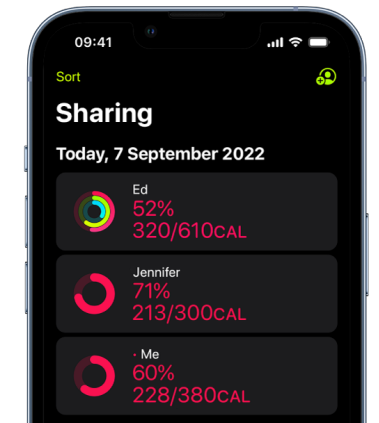 09:41
Sort
Sharing
Today, 7 September 2022
Ed
52%
320/610CAL
Jennifer
71%
213/300CAL
· Me
60%
228/380CAL